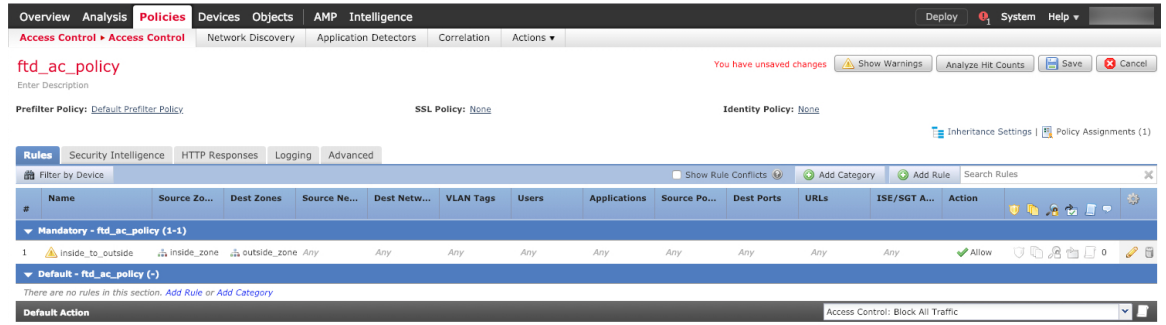 Overview Analysis Policies Devices Objects AMP Intelligence Deploy 1 System Help
Access Control ▸ Access Control Network Discovery Application Detectors Correlation Actions
ftd_ac_policy You have unsaved changes Show Warnings Analyze Hit Counts Save Cancel
Enter Description
Prefilter Policy: Default Prefilter Policy SSL Policy: None Identity Policy: None
Inheritance Settings | Policy Assignments (1)
Rules Security Intelligence HTTP Responses Logging Advanced
Filter by Device Show Rule Conflicts Add Category Add Rule Search Rules
# Name Source Zo... Dest Zones Source Ne... Dest Netw... VLAN Tags Users Applications Source Po... Dest Ports URLs ISE/SGT A... Action
Mandatory - ftd_ac_policy (1-1)
1 inside_to_outside inside_zone outside_zone Any Any Any Any Any Any Any Any Any Allow 0
Default - ftd_ac_policy (-)
There are no rules in this section. Add Rule or Add Category
Default Action Access Control: Block All Traffic